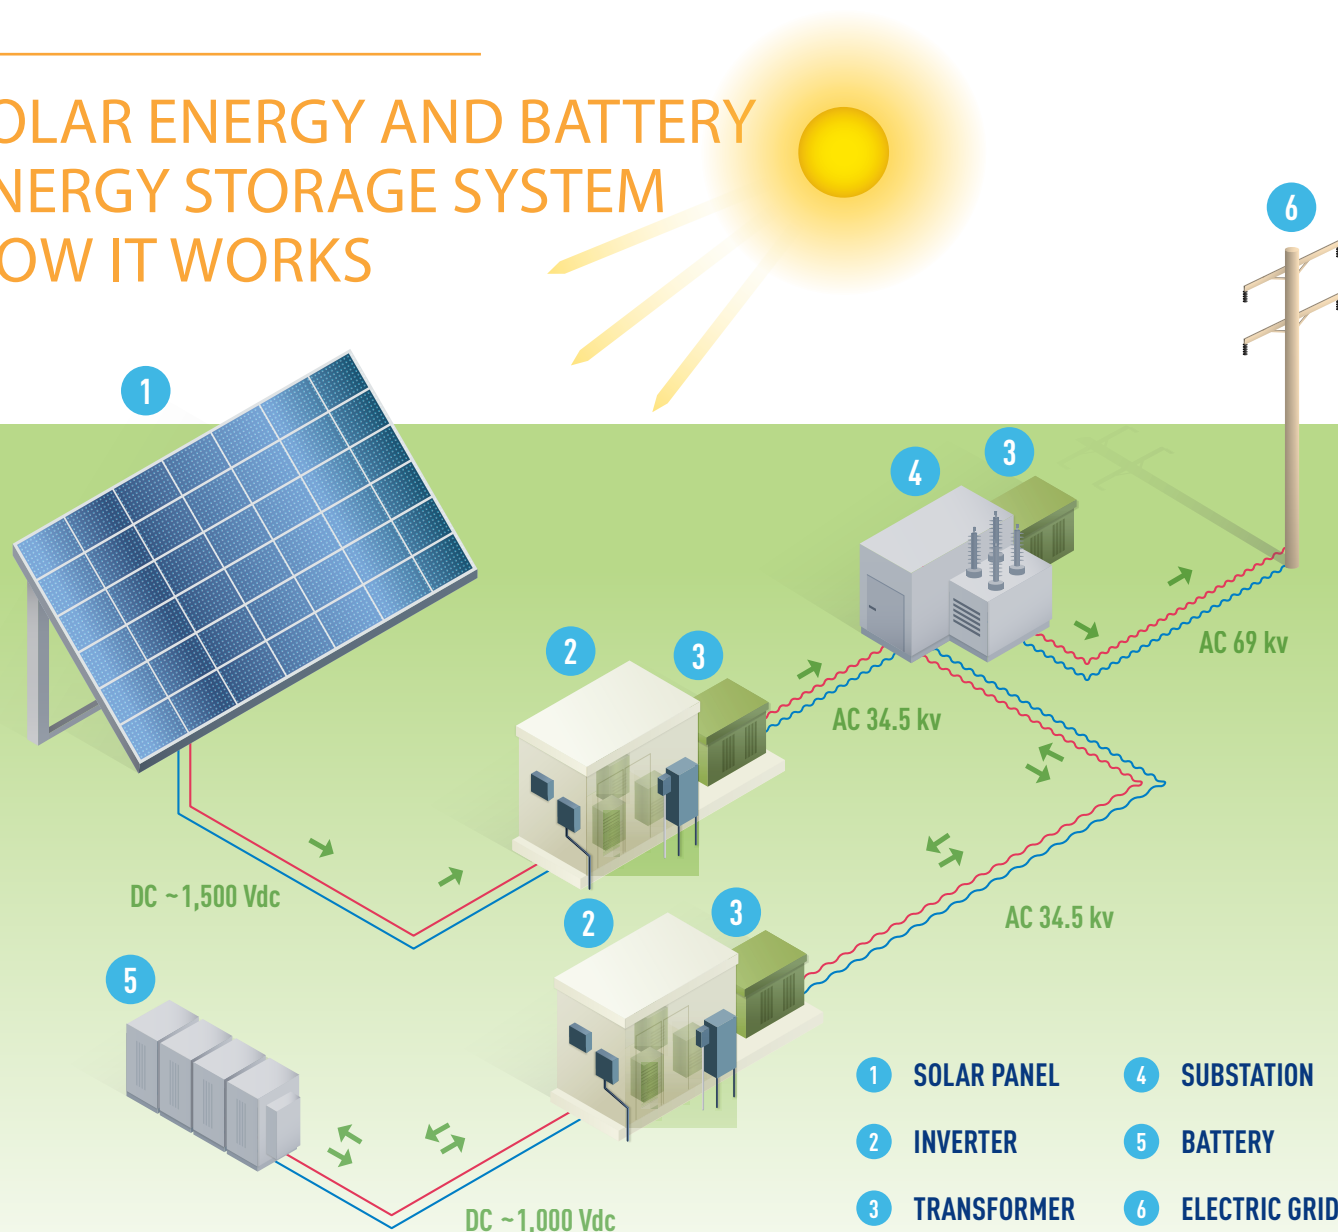 OLAR ENERGY AND BATTERY
NERGY STORAGE SYSTEM
OW IT WORKS
6
1
3
4
2
3
AC 69 kv
AC 34.5 kv
DC ~1,500 Vdc
2
3
AC 34.5 kv
5
DC ~1,000 Vdc
1 SOLAR PANEL
2 INVERTER
3 TRANSFORMER
4 SUBSTATION
5 BATTERY
6 ELECTRIC GRID